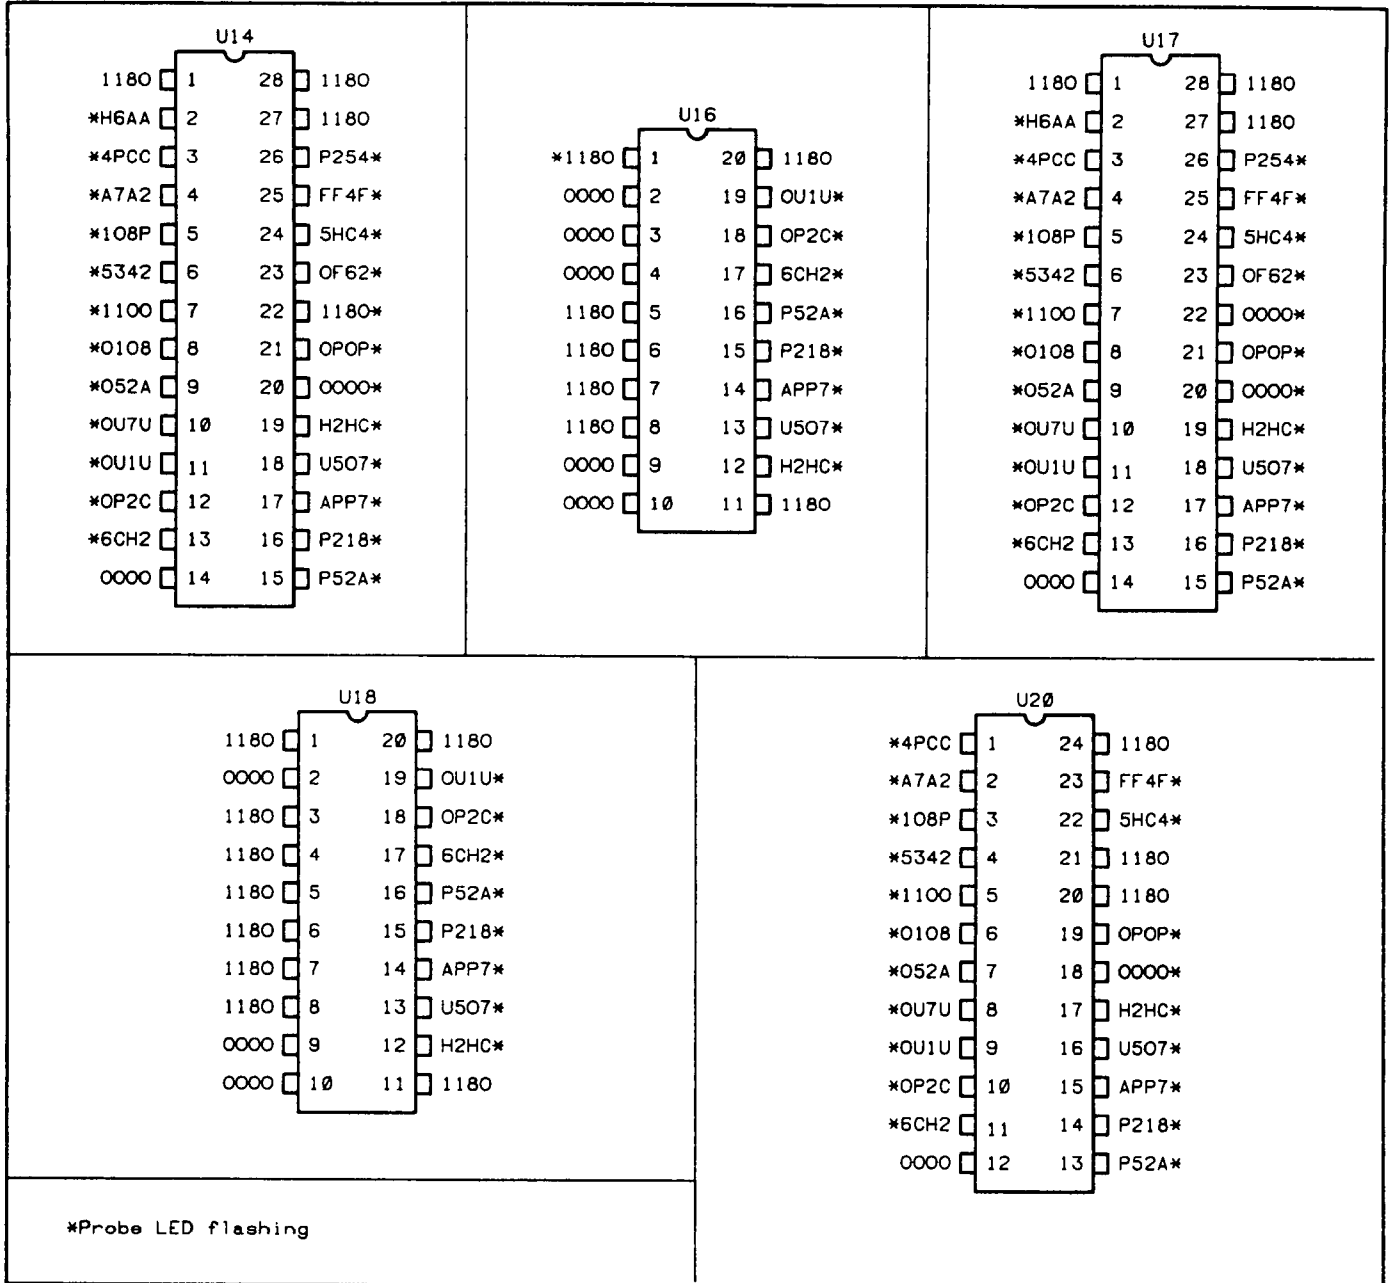 U14
1180 1 28 1180
*H6AA 2 27 1180
*4PCC 3 26 P254*
*A7A2 4 25 FF4F*
*108P 5 24 5HC4*
*5342 6 23 0F62*
*1100 7 22 1180*
*0108 8 21 0P0P*
*052A 9 20 0000*
*0U7U 10 19 H2HC*
*0U1U 11 18 U507*
*0P2C 12 17 APP7*
*6CH2 13 16 P218*
0000 14 15 P52A*
U16
*1180 1 20 1180
0000 2 19 0U1U*
0000 3 18 0P2C*
0000 4 17 6CH2*
1180 5 16 P52A*
1180 6 15 P218*
1180 7 14 APP7*
1180 8 13 U507*
0000 9 12 H2HC*
0000 10 11 1180
U17
1180 1 28 1180
*H6AA 2 27 1180
*4PCC 3 26 P254*
*A7A2 4 25 FF4F*
*108P 5 24 5HC4*
*5342 6 23 0F62*
*1100 7 22 0000*
*0108 8 21 0P0P*
*052A 9 20 0000*
*0U7U 10 19 H2HC*
*0U1U 11 18 U507*
*0P2C 12 17 APP7*
*6CH2 13 16 P218*
0000 14 15 P52A*
U18
1180 1 20 1180
0000 2 19 0U1U*
1180 3 18 0P2C*
1180 4 17 6CH2*
1180 5 16 P52A*
1180 6 15 P218*
1180 7 14 APP7*
1180 8 13 U507*
0000 9 12 H2HC*
0000 10 11 1180
U20
*4PCC 1 24 1180
*A7A2 2 23 FF4F*
*108P 3 22 5HC4*
*5342 4 21 1180
*1100 5 20 1180
*0108 6 19 0P0P*
*052A 7 18 0000*
*0U7U 8 17 H2HC*
*0U1U 9 16 U507*
*0P2C 10 15 APP7*
*6CH2 11 14 P218*
0000 12 13 P52A*
*Probe LED flashing